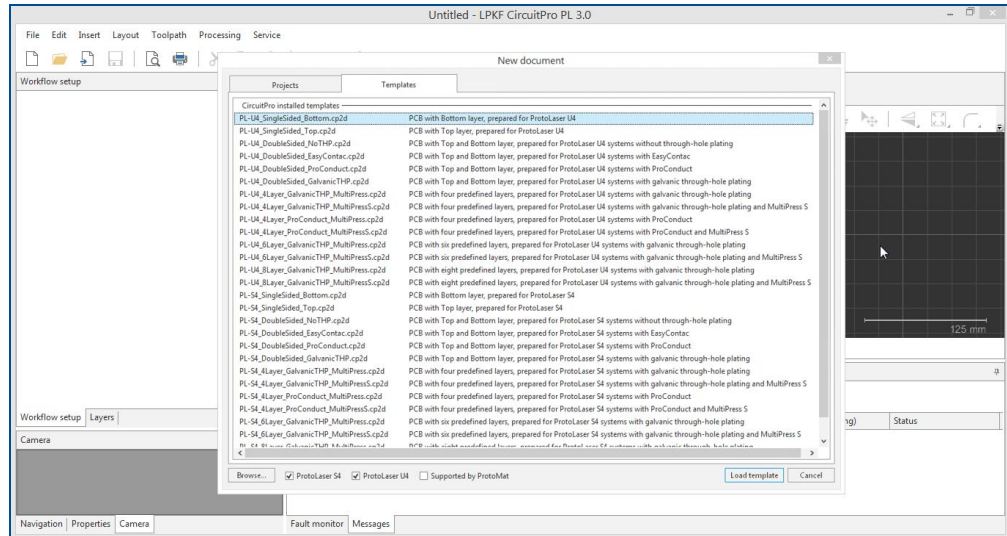 Untitled - LPKF CircuitPro PL 3.0
File Edit Insert Layout Toolpath Processing Service
New document
Workflow setup
Projects Templates
CircuitPro installed templates
PL-U4_SingleSided_Bottom.cp2d PCB with Bottom layer, prepared for ProtoLaser U4
PL-U4_SingleSided_Top.cp2d PCB with Top layer, prepared for ProtoLaser U4
PL-U4_DoubleSided_NoTHP.cp2d PCB with Top and Bottom layer, prepared for ProtoLaser U4 systems without through-hole plating
PL-U4_DoubleSided_EasyContac.cp2d PCB with Top and Bottom layer, prepared for ProtoLaser U4 systems with EasyContac
PL-U4_DoubleSided_ProConduct.cp2d PCB with Top and Bottom layer, prepared for ProtoLaser U4 systems with ProConduct
PL-U4_DoubleSided_GalvanicTHP.cp2d PCB with Top and Bottom layer, prepared for ProtoLaser U4 systems with galvanic through-hole plating
PL-U4_4Layer_GalvanicTHP_MultiPress.cp2d PCB with four predefined layers, prepared for ProtoLaser U4 systems with galvanic through-hole plating
PL-U4_4Layer_GalvanicTHP_MultiPressS.cp2d PCB with four predefined layers, prepared for ProtoLaser U4 systems with galvanic through-hole plating and MultiPress S
PL-U4_4Layer_ProConduct_MultiPress.cp2d PCB with four predefined layers, prepared for ProtoLaser U4 systems with ProConduct
PL-U4_4Layer_ProConduct_MultiPressS.cp2d PCB with four predefined layers, prepared for ProtoLaser U4 systems with ProConduct and MultiPress S
PL-U4_6Layer_GalvanicTHP_MultiPress.cp2d PCB with six predefined layers, prepared for ProtoLaser U4 systems with galvanic through-hole plating
PL-U4_6Layer_GalvanicTHP_MultiPressS.cp2d PCB with six predefined layers, prepared for ProtoLaser U4 systems with galvanic through-hole plating and MultiPress S
PL-U4_8Layer_GalvanicTHP_MultiPress.cp2d PCB with eight predefined layers, prepared for ProtoLaser U4 systems with galvanic through-hole plating
PL-U4_8Layer_GalvanicTHP_MultiPressS.cp2d PCB with eight predefined layers, prepared for ProtoLaser U4 systems with galvanic through-hole plating and MultiPress S
PL-S4_SingleSided_Bottom.cp2d PCB with Bottom layer, prepared for ProtoLaser S4
PL-S4_SingleSided_Top.cp2d PCB with Top layer, prepared for ProtoLaser S4
PL-S4_DoubleSided_NoTHP.cp2d PCB with Top and Bottom layer, prepared for ProtoLaser S4 systems without through-hole plating
PL-S4_DoubleSided_EasyContac.cp2d PCB with Top and Bottom layer, prepared for ProtoLaser S4 systems with EasyContac
PL-S4_DoubleSided_ProConduct.cp2d PCB with Top and Bottom layer, prepared for ProtoLaser S4 systems with ProConduct
PL-S4_DoubleSided_GalvanicTHP.cp2d PCB with Top and Bottom layer, prepared for ProtoLaser S4 systems with galvanic through-hole plating
PL-S4_4Layer_GalvanicTHP_MultiPress.cp2d PCB with four predefined layers, prepared for ProtoLaser S4 systems with galvanic through-hole plating
PL-S4_4Layer_GalvanicTHP_MultiPressS.cp2d PCB with four predefined layers, prepared for ProtoLaser S4 systems with galvanic through-hole plating and MultiPress S
PL-S4_4Layer_ProConduct_MultiPress.cp2d PCB with four predefined layers, prepared for ProtoLaser S4 systems with ProConduct
PL-S4_4Layer_ProConduct_MultiPressS.cp2d PCB with four predefined layers, prepared for ProtoLaser S4 systems with ProConduct and MultiPress S
PL-S4_6Layer_GalvanicTHP_MultiPress.cp2d PCB with six predefined layers, prepared for ProtoLaser S4 systems with galvanic through-hole plating
PL-S4_6Layer_GalvanicTHP_MultiPressS.cp2d PCB with six predefined layers, prepared for ProtoLaser S4 systems with galvanic through-hole plating and MultiPress S
125 mm
Workflow setup Layers
ng) Status
Camera
Browse... ProtoLaser S4 ProtoLaser U4 Supported by ProtoMat Load template Cancel
Navigation Properties Camera Fault monitor Messages